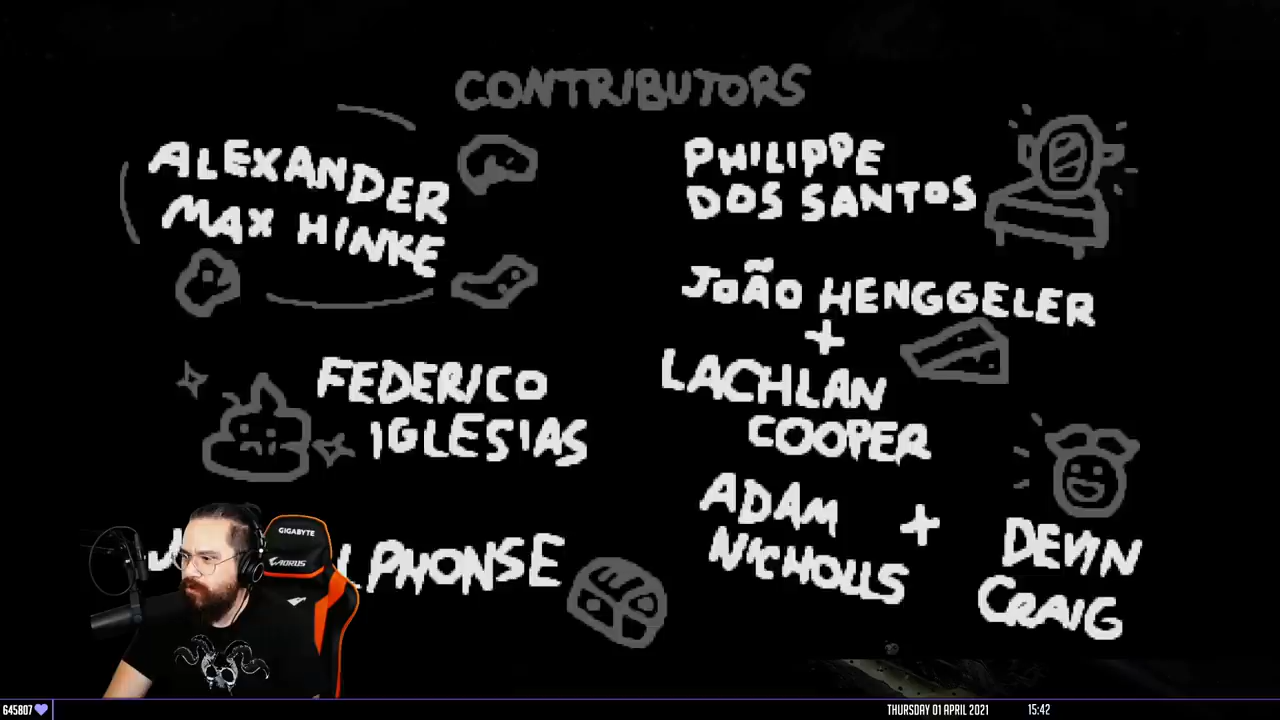 CONTRIBUTORS
ALEXANDER
MAX HINKE
PHILIPPE
DOS SANTOS
JOÃO HENGGELER
+
LACHLAN
COOPER
FEDERICO
IGLESIAS
ADAM
NICHOLLS
+
DEVIN
CRAIG
LPHONSE
GIGABYTE
AORUS
645807
THURSDAY 01 APRIL 2021
15:42